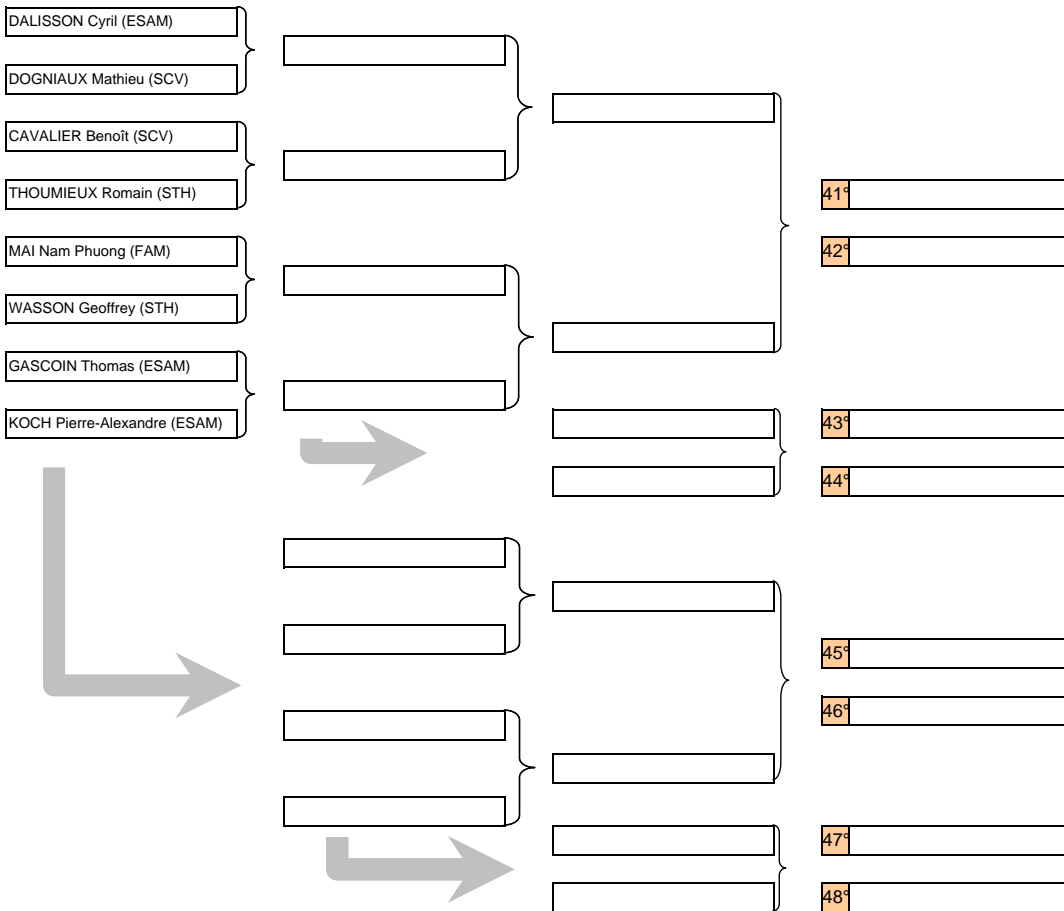 DALISSON Cyril (ESAM)
DOGNIAUX Mathieu (SCV)
CAVALIER Benoît (SCV)
THOUMIEUX Romain (STH)
MAI Nam Phuong (FAM)
WASSON Geoffrey (STH)
GASCOIN Thomas (ESAM)
KOCH Pierre-Alexandre (ESAM)
41°
42°
43°
44°
45°
46°
47°
48°